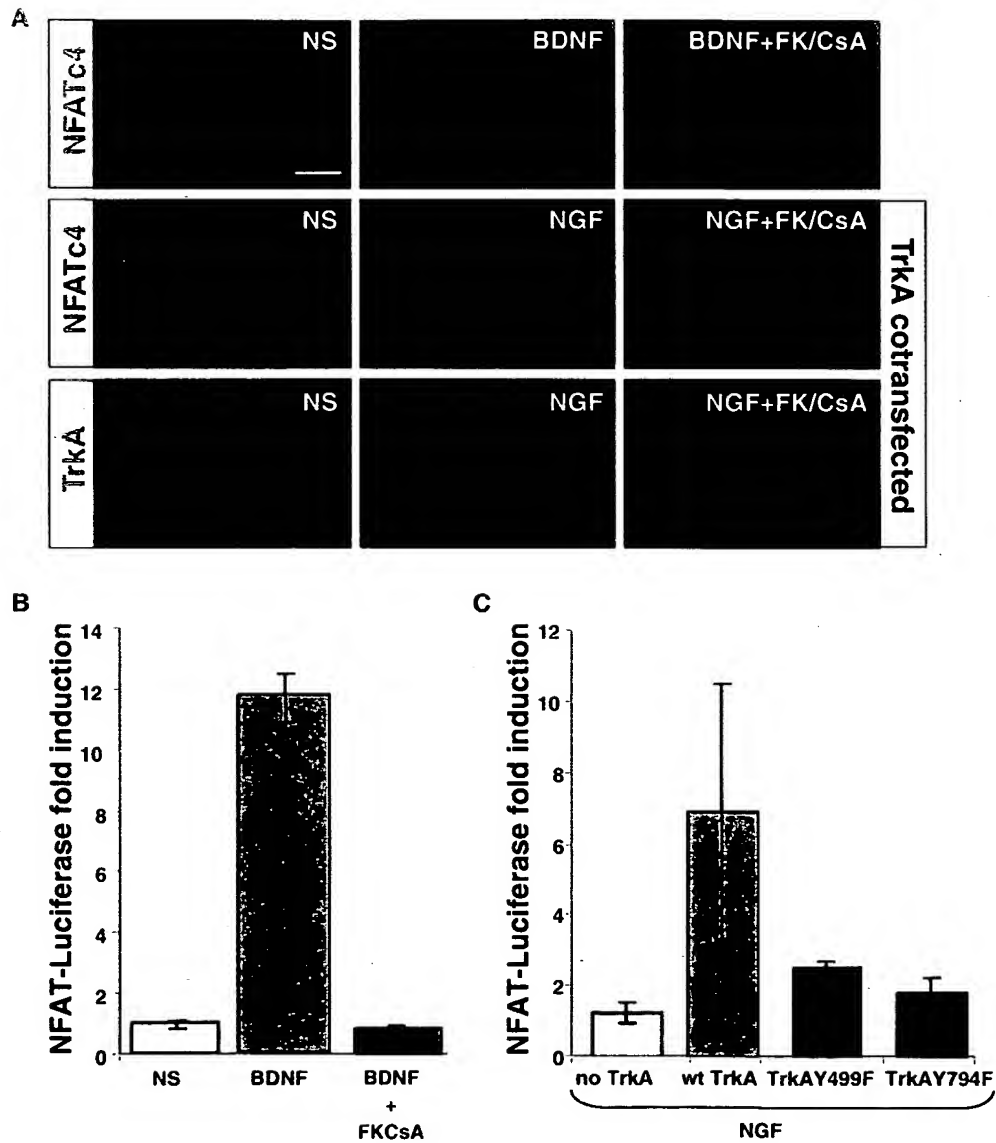 A
NFATc4
NS
BDNF
BDNF+FK/CsA
NFATc4
NS
NGF
NGF+FK/CsA
TrkA
NS
NGF
NGF+FK/CsA
TrkA cotransfected
B
NFAT-Luciferase fold induction
14
12
10
8
6
4
2
0
NS
BDNF
BDNF
+
FKCsA
C
NFAT-Luciferase fold induction
12
10
8
6
4
2
0
no TrkA
wt TrkA
TrkAY499F
TrkAY794F
NGF